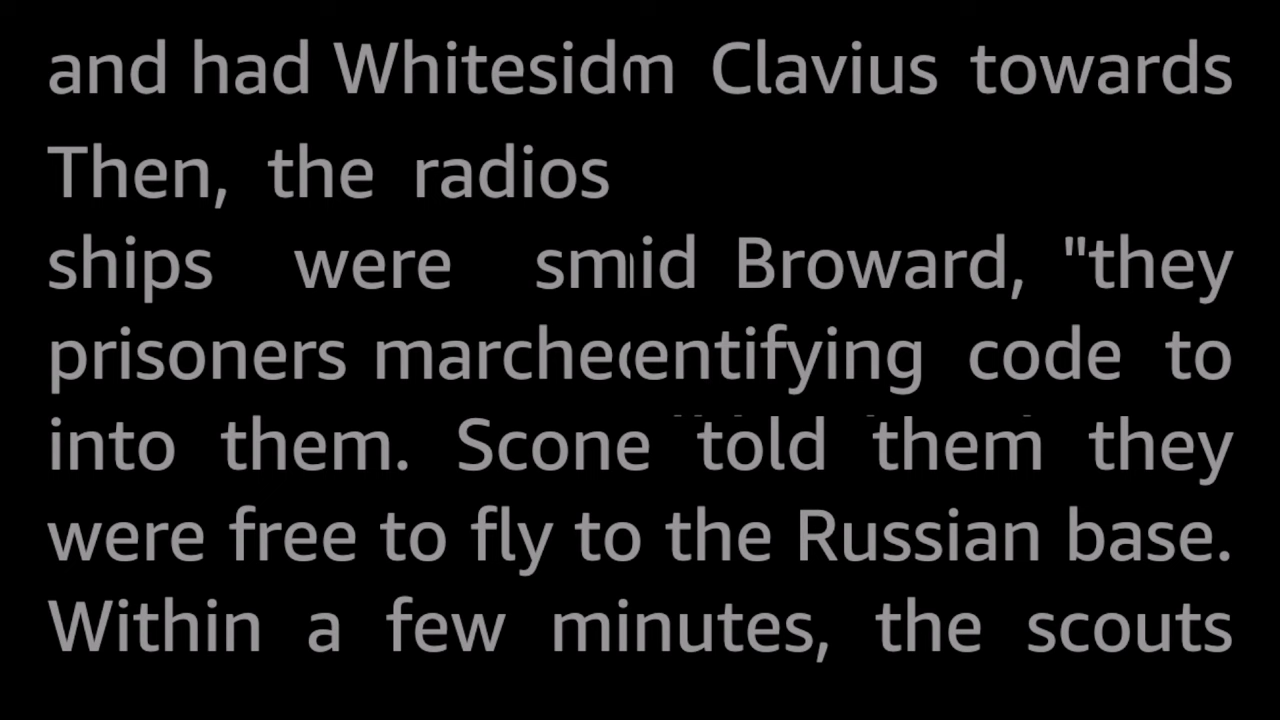 and had Whitesidm Clavius towards
Then, the radios
ships were smid Broward, "they
prisoners marcheentifying code to
into them. Scone told them they
were free to fly to the Russian base.
Within a few minutes, the scouts